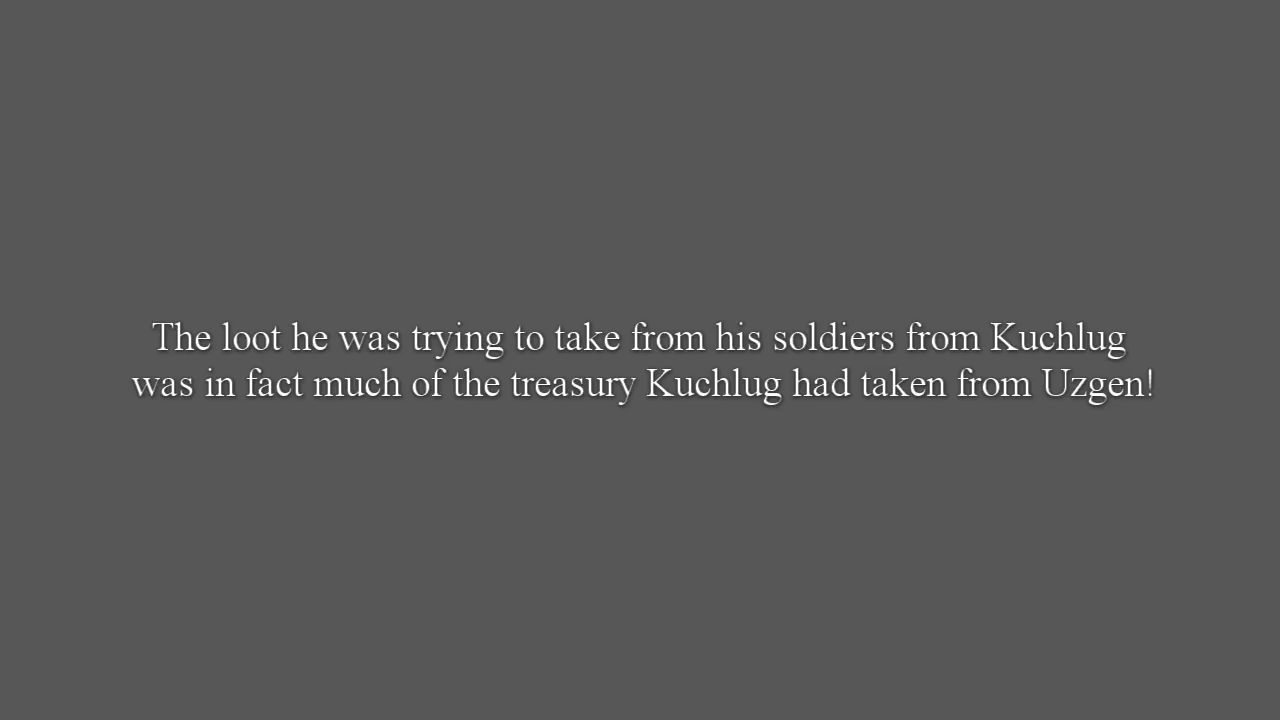 The loot he was trying to take from his soldiers from Kuchlug
was in fact much of the treasury Kuchlug had taken from Uzgen!